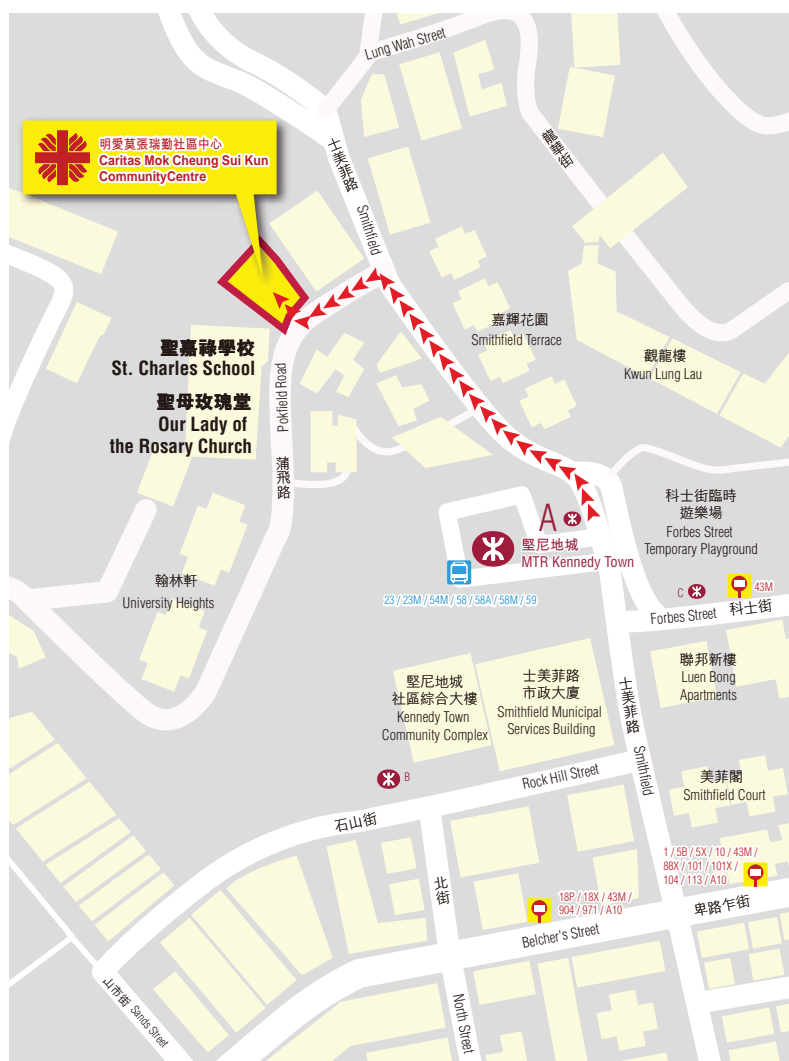 Lung Wah Street
龍華街
明愛莫張瑞勤社區中心
Caritas Mok Cheung Sui Kun
CommunityCentre
士美菲路
Smithfield
嘉輝花園
Smithfield Terrace
觀龍樓
Kwun Lung Lau
聖嘉祿學校
St. Charles School
聖母玫瑰堂
Our Lady of
the Rosary Church
Pokfield Road
蒲飛路
科士街臨時
遊樂場
Forbes Street
Temporary Playground
A
堅尼地城
MTR Kennedy Town
23 / 23M / 54M / 58 / 58A / 58M / 59
C
43M
Forbes Street
科士街
翰林軒
University Heights
堅尼地城
社區綜合大樓
Kennedy Town
Community Complex
士美菲路
市政大廈
Smithfield Municipal
Services Building
士美菲路
Smithfield
聯邦新樓
Luen Bong
Apartments
B
Rock Hill Street
石山街
美菲閣
Smithfield Court
1 / 5B / 5X / 10 / 43M /
88X / 101 / 101X /
104 / 113 / A10
18P / 18X / 43M /
904 / 971 / A10
卑路乍街
Belcher's Street
北街
North Street
山市街 Sands Street